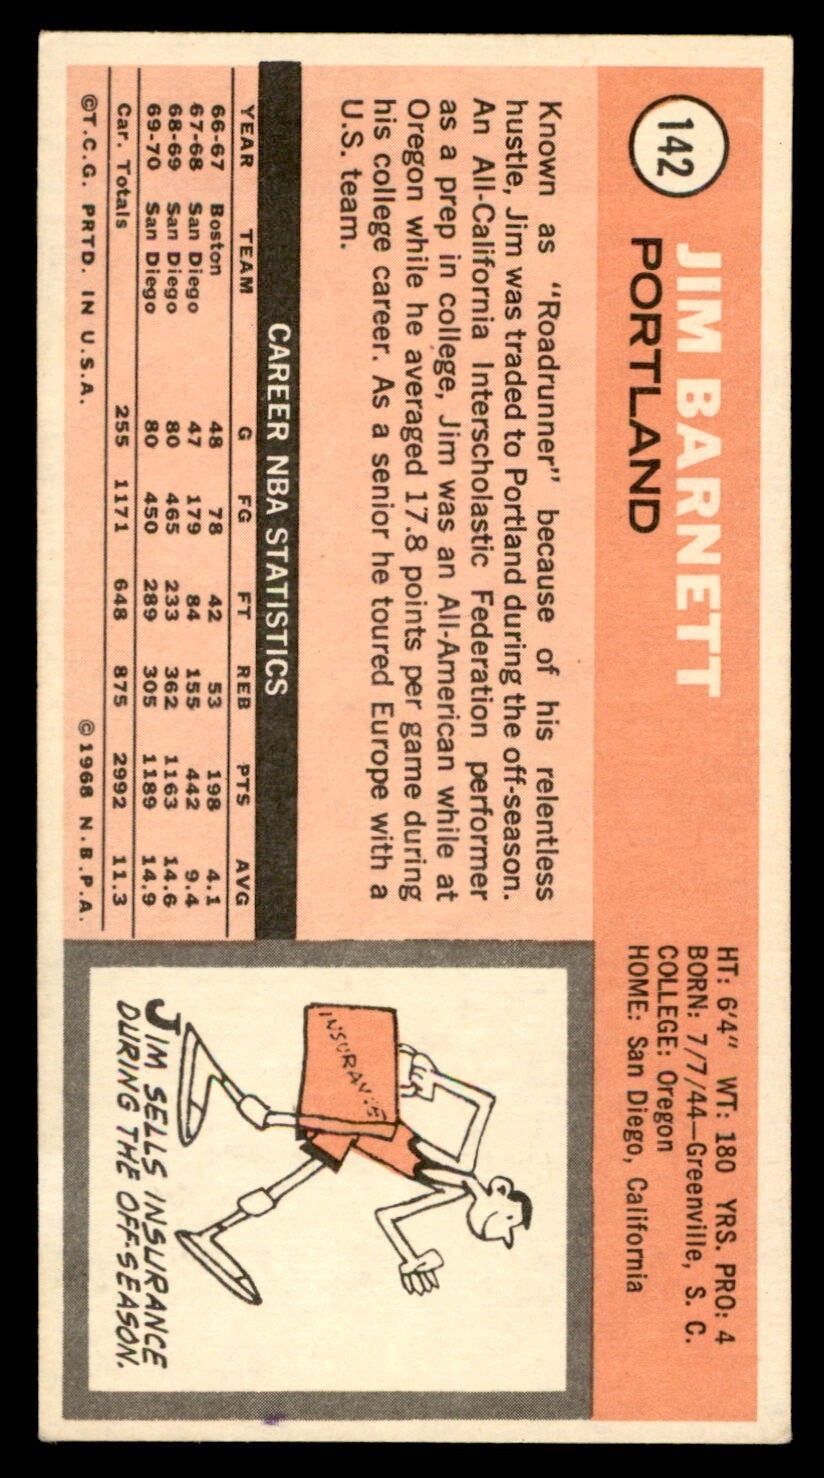 142
JIM BARNETT
PORTLAND
HT: 6'4" WT: 180 YRS. PRO: 4
BORN: 7/7/44—Greenville, S. C.
COLLEGE: Oregon
HOME: San Diego, California
Known as "Roadrunner" because of his relentless
hustle, Jim was traded to Portland during the off-season.
An All-California Interscholastic Federation performer
as a prep in college, Jim was an All-American while at
Oregon while he averaged 17.8 points per game during
his college career. As a senior he toured Europe with a
U.S. team.
CAREER NBA STATISTICS
YEAR TEAM G FG FT REB PTS AVG
66-67 Boston 48 78 42 53 198 4.1
67-68 San Diego 47 179 84 155 442 9.4
68-69 San Diego 80 465 233 362 1163 14.6
69-70 San Diego 80 450 289 305 1189 14.9
Car. Totals 255 1171 648 875 2992 11.3
©T.C.G. PRTD. IN U.S.A. ©1968 N.B.P.A.
INSURANCE
JIM SELLS INSURANCE
DURING THE OFF-SEASON.